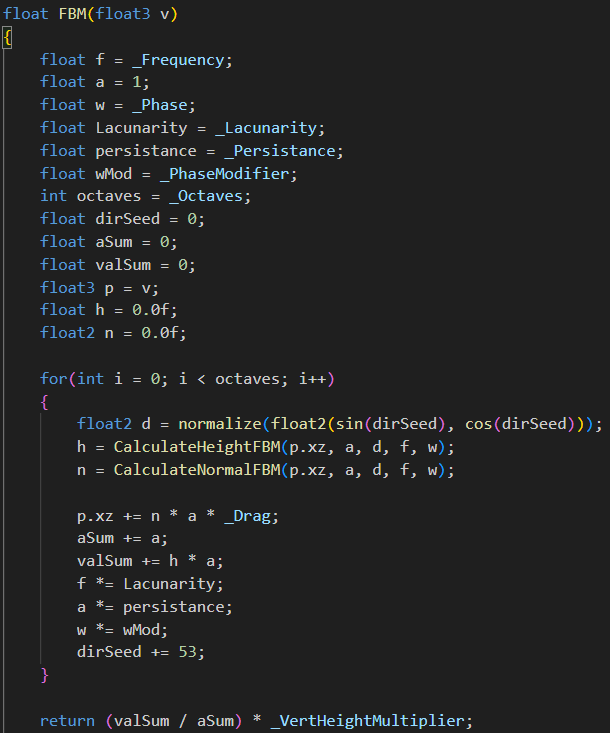 float FBM(float3 v)
{
    float f = _Frequency;
    float a = 1;
    float w = _Phase;
    float Lacunarity = _Lacunarity;
    float persistance = _Persistance;
    float wMod = _PhaseModifier;
    int octaves = _Octaves;
    float dirSeed = 0;
    float aSum = 0;
    float valSum = 0;
    float3 p = v;
    float h = 0.0f;
    float2 n = 0.0f;

    for(int i = 0; i < octaves; i++)
    {
        float2 d = normalize(float2(sin(dirSeed), cos(dirSeed)));
        h = CalculateHeightFBM(p.xz, a, d, f, w);
        n = CalculateNormalFBM(p.xz, a, d, f, w);

        p.xz += n * a * _Drag;
        aSum += a;
        valSum += h * a;
        f *= Lacunarity;
        a *= persistance;
        w *= wMod;
        dirSeed += 53;
    }

    return (valSum / aSum) * _VertHeightMultiplier;